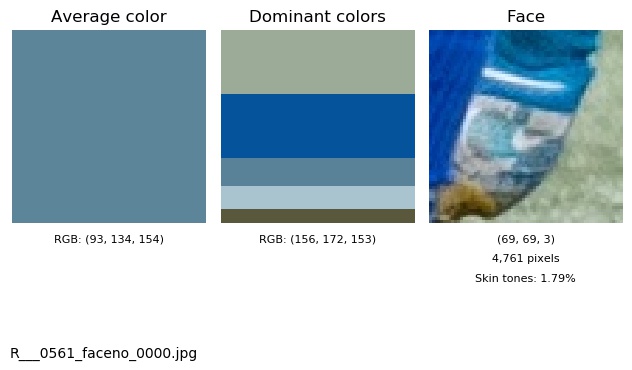 Average color
Dominant colors
Face
RGB: (93, 134, 154)
RGB: (156, 172, 153)
(69, 69, 3)
4,761 pixels
Skin tones: 1.79%
R___0561_faceno_0000.jpg